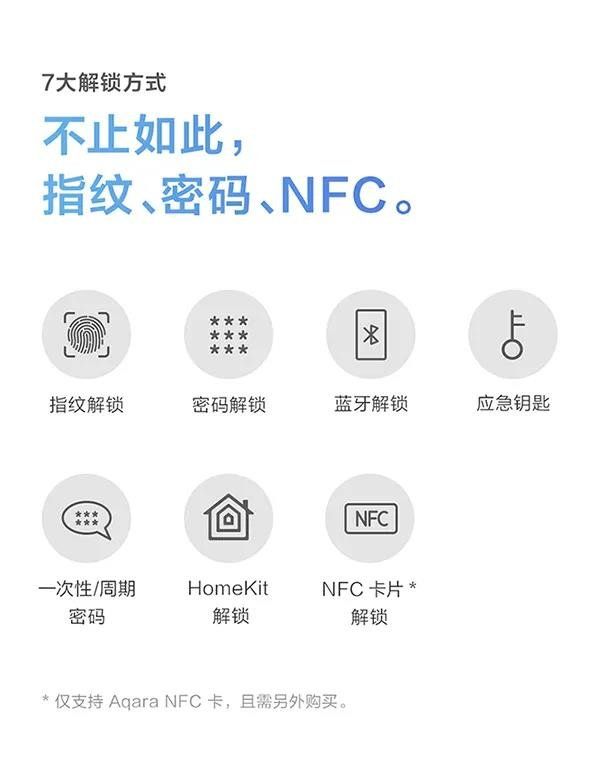 7大解锁方式
不止如此，
指纹、密码、NFC。
指纹解锁
***
***
***
密码解锁
蓝牙解锁
应急钥匙
***
***
一次性/周期
密码
HomeKit
解锁
NFC
NFC 卡片 *
解锁
* 仅支持 Aqara NFC 卡，且需另外购买。